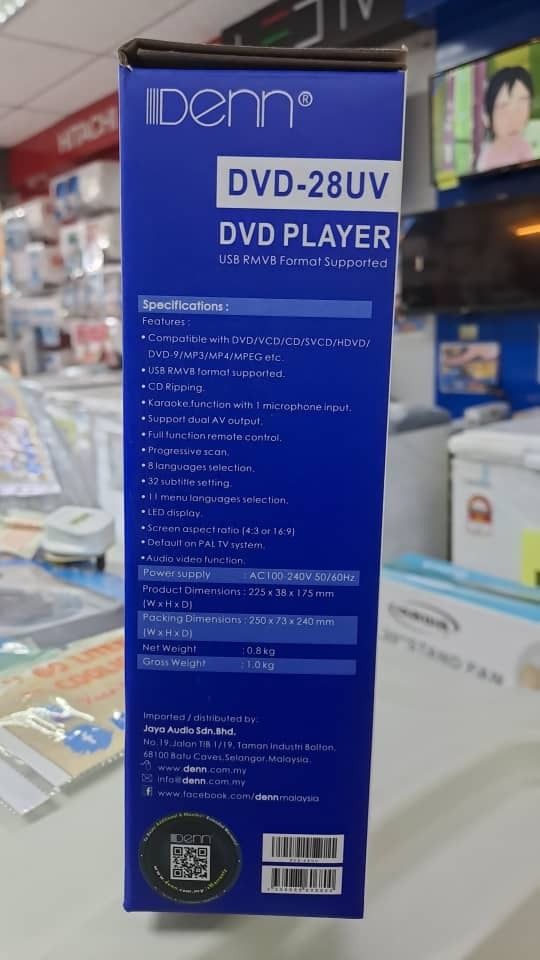 Denn®
DVD-28UV
DVD PLAYER
USB RMVB Format Supported
HITACHI
Specifications :
Features :
• Compatible with DVD/VCD/CD/SVCD/HDVD/
DVD-9/MP3/MP4/MPEG etc.
• USB RMVB format supported.
• CD Ripping.
• Karaoke.function with 1 microphone input.
• Support dual AV output.
• Full function remote control.
• Progressive scan.
• 8 languages selection.
• 32 subtitle setting.
• 11 menu languages selection.
• LED display.
• Screen aspect ratio (4:3 or 16:9)
• Default on PAL TV system.
• Audio video function.
Power supply : AC100-240V 50/60Hz.
Product Dimensions : 225 x 38 x 175 mm
(W x H x D)
Packing Dimensions : 250 x 73 x 240 mm
(W x H x D)
Net Weight : 0.8 kg
Gross Weight : 1.0 kg
Imported / distributed by:
Jaya Audio Sdn.Bhd.
No.19,Jalan TIB 1/19, Taman Industri Bolton,
68100 Batu Caves,Selangor,Malaysia.
www.denn.com.my
info@denn.com.my
www.facebook.com/dennmalaysia
Denn
STAND FAN